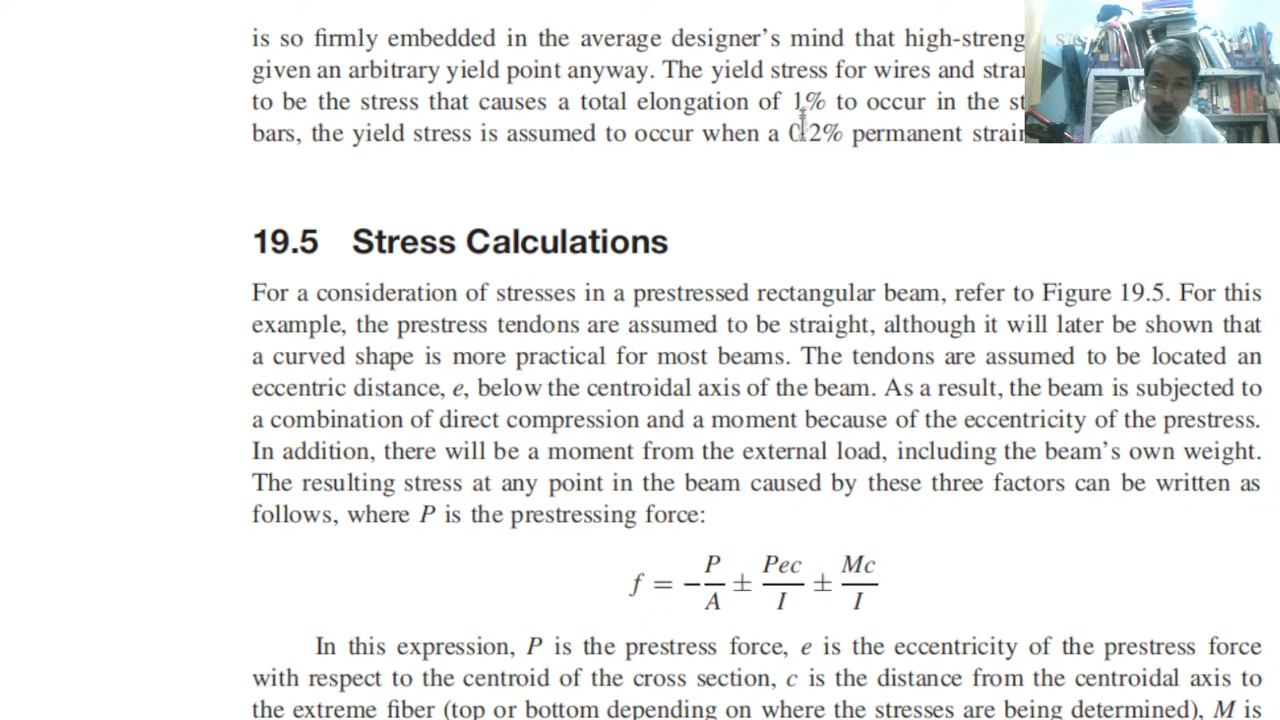 is so firmly embedded in the average designer's mind that high-streng
given an arbitrary yield point anyway. The yield stress for wires and stran
to be the stress that causes a total elongation of 1% to occur in the st
bars, the yield stress is assumed to occur when a 0.2% permanent strain
19.5 Stress Calculations
For a consideration of stresses in a prestressed rectangular beam, refer to Figure 19.5. For this
example, the prestress tendons are assumed to be straight, although it will later be shown that
a curved shape is more practical for most beams. The tendons are assumed to be located an
eccentric distance, e, below the centroidal axis of the beam. As a result, the beam is subjected to
a combination of direct compression and a moment because of the eccentricity of the prestress.
In addition, there will be a moment from the external load, including the beam's own weight.
The resulting stress at any point in the beam caused by these three factors can be written as
follows, where P is the prestressing force:
f = −P/A ± Pec/I ± Mc/I
In this expression, P is the prestress force, e is the eccentricity of the prestress force
with respect to the centroid of the cross section, c is the distance from the centroidal axis to
the extreme fiber (top or bottom depending on where the stresses are being determined), M is